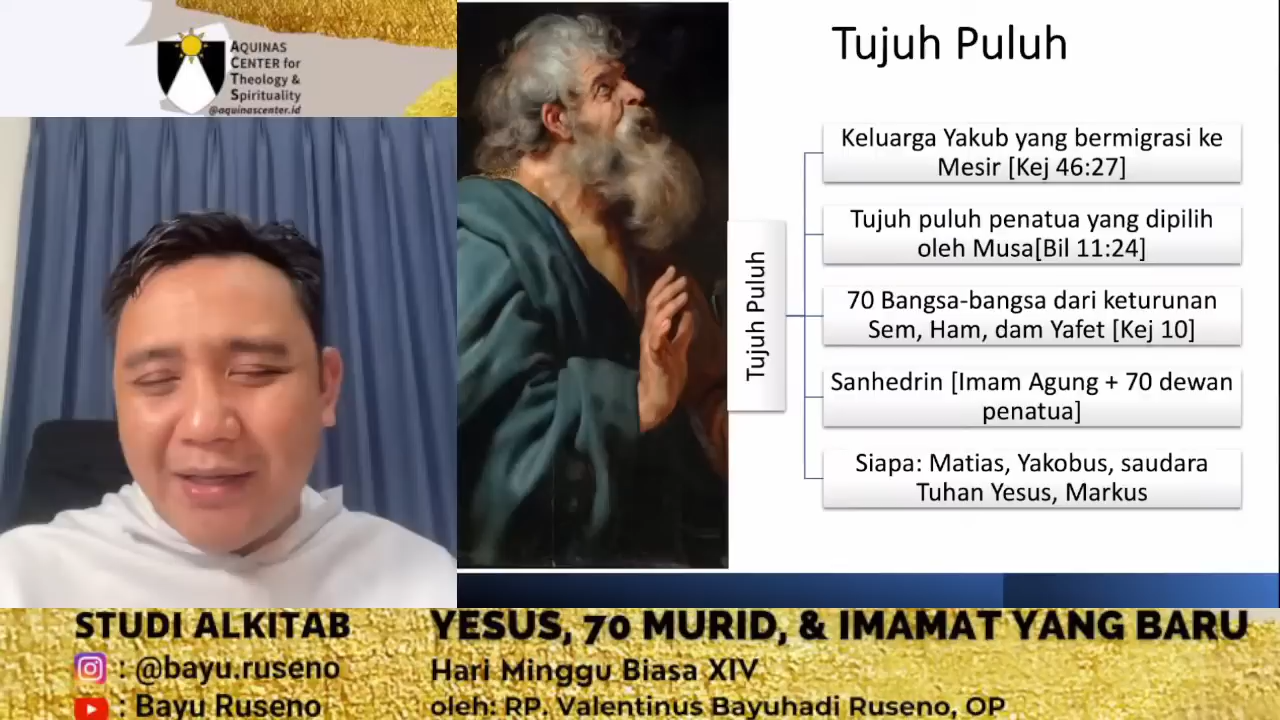 AQUINAS
CENTER for
Theology &
Spirituality
@aquinascenter.id
Tujuh Puluh
Tujuh Puluh
Keluarga Yakub yang bermigrasi ke
Mesir [Kej 46:27]
Tujuh puluh penatua yang dipilih
oleh Musa[Bil 11:24]
70 Bangsa-bangsa dari keturunan
Sem, Ham, dam Yafet [Kej 10]
Sanhedrin [Imam Agung + 70 dewan
penatua]
Siapa: Matias, Yakobus, saudara
Tuhan Yesus, Markus
STUDI ALKITAB
: @bayu.ruseno
: Bayu Ruseno
YESUS, 70 MURID, & IMAMAT YANG BARU
Hari Minggu Biasa XIV
oleh: RP. Valentinus Bayuhadi Ruseno, OP